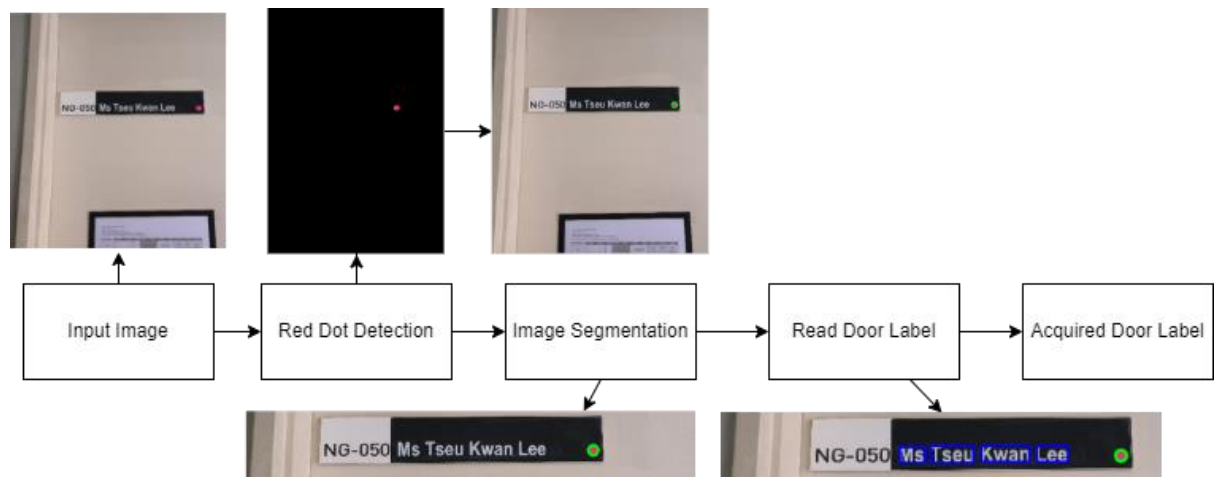 NG-050 Ms Tseu Kwan Lee
NG-050 Ms Tseu Kwan Lee
Input Image
Red Dot Detection
Image Segmentation
Read Door Label
Acquired Door Label
NG-050 Ms Tseu Kwan Lee
NG-050 Ms Tseu Kwan Lee